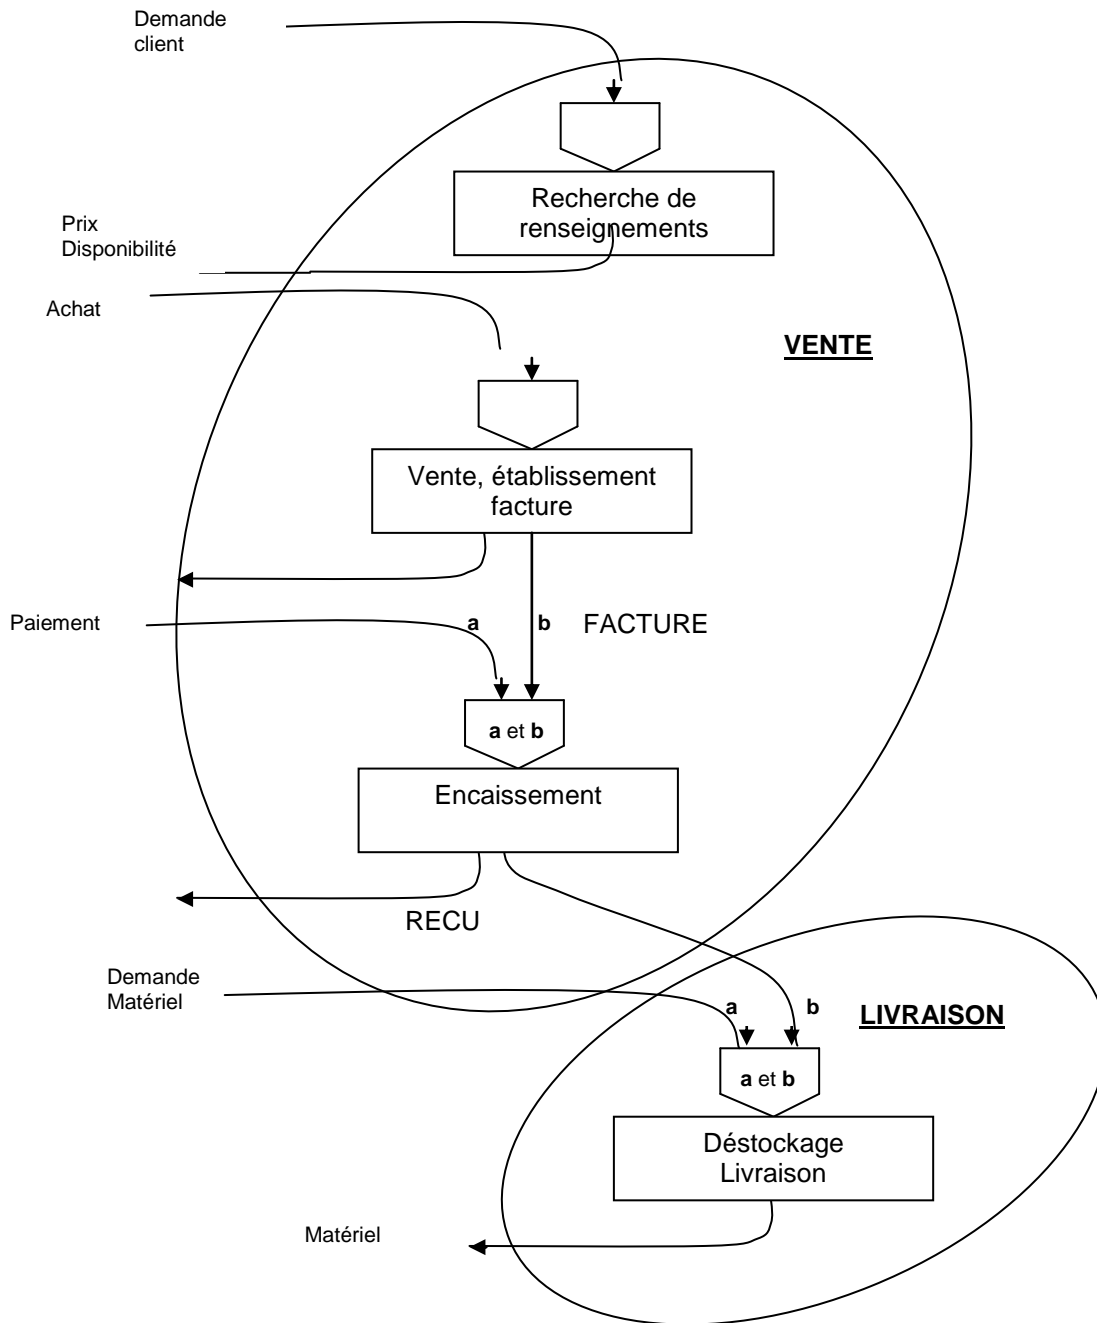 Demande
client
Recherche de
renseignements
Prix
Disponibilité
Achat
VENTE
Vente, établissement
facture
Paiement
a
b
FACTURE
a et b
Encaissement
RECU
Demande
Matériel
a
b
LIVRAISON
a et b
Déstockage
Livraison
Matériel